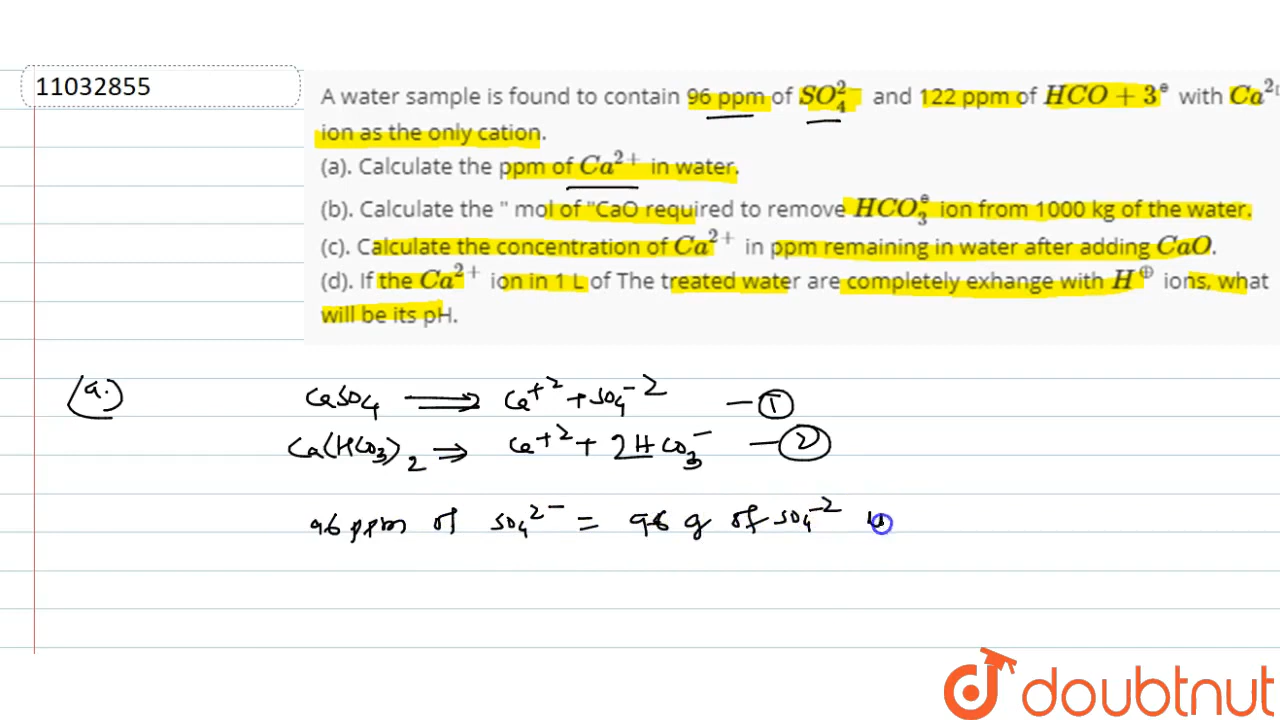 11032855
A water sample is found to contain 96 ppm of SO₄²⁻ and 122 ppm of HCO + 3ᶱ with Ca²
ion as the only cation.
(a). Calculate the ppm of Ca²⁺ in water.
(b). Calculate the " mol of "CaO required to remove HCO₃ᶱ ion from 1000 kg of the water.
(c). Calculate the concentration of Ca²⁺ in ppm remaining in water after adding CaO.
(d). If the Ca²⁺ ion in 1 L of The treated water are completely exhange with H⊕ ions, what
will be its pH.
(a.)
CaSO₄ ⟹ Ca⁺² + SO₄⁻² — ①
Ca(HCO₃)₂ ⟹ Ca⁺² + 2HCO₃⁻ — ②
96 ppm of SO₄²⁻ = 96 g of SO₄⁻²
doubtnut